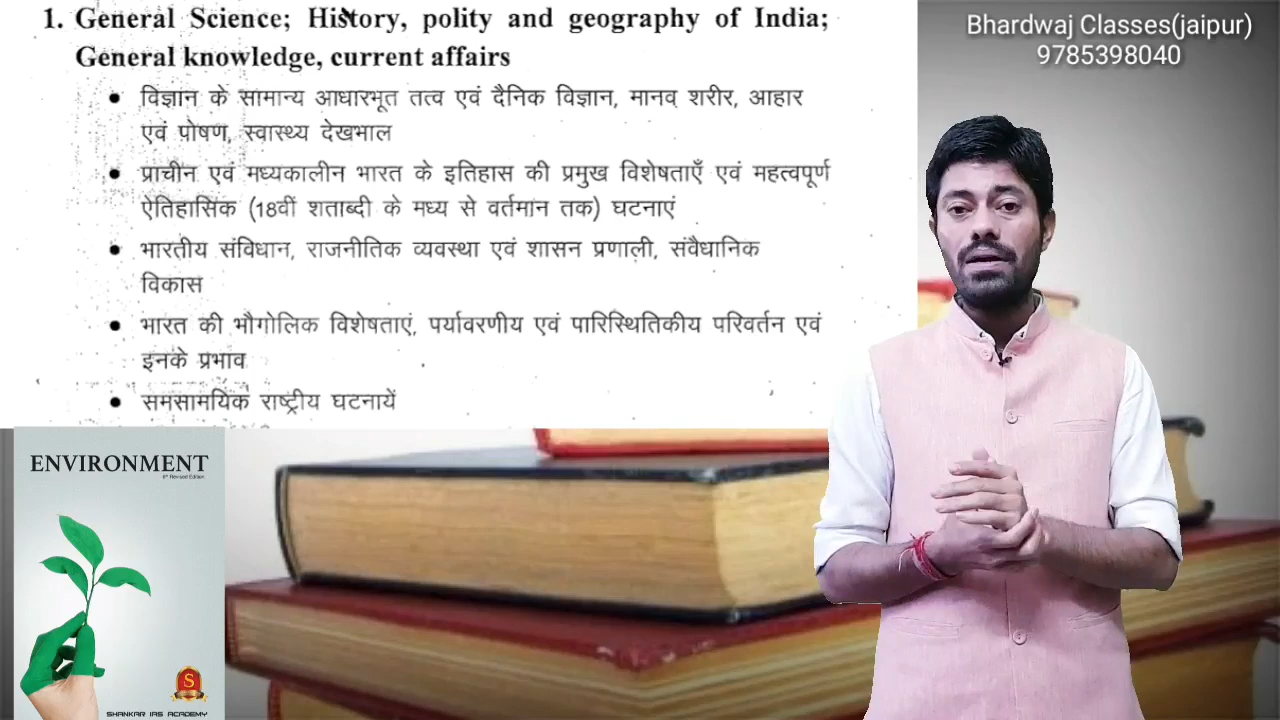 1. General Science; History, polity and geography of India;
General knowledge, current affairs
• विज्ञान के सामान्य आधारभूत तत्व एवं दैनिक विज्ञान, मानव शरीर, आहार
एवं पोषण, स्वास्थ्य देखभाल
• प्राचीन एवं मध्यकालीन भारत के इतिहास की प्रमुख विशेषताएँ एवं महत्वपूर्ण
ऐतिहासिक (18वीं शताब्दी के मध्य से वर्तमान तक) घटनाएं
• भारतीय संविधान, राजनीतिक व्यवस्था एवं शासन प्रणाली, संवैधानिक
विकास
• भारत की भौगोलिक विशेषताएं, पर्यावरणीय एवं पारिस्थितिकीय परिवर्तन एवं
इनके प्रभाव
• समसामयिक राष्ट्रीय घटनायें
Bhardwaj Classes(jaipur)
9785398040
ENVIRONMENT
Revised Edition
S
SHANKAR IAS ACADEMY